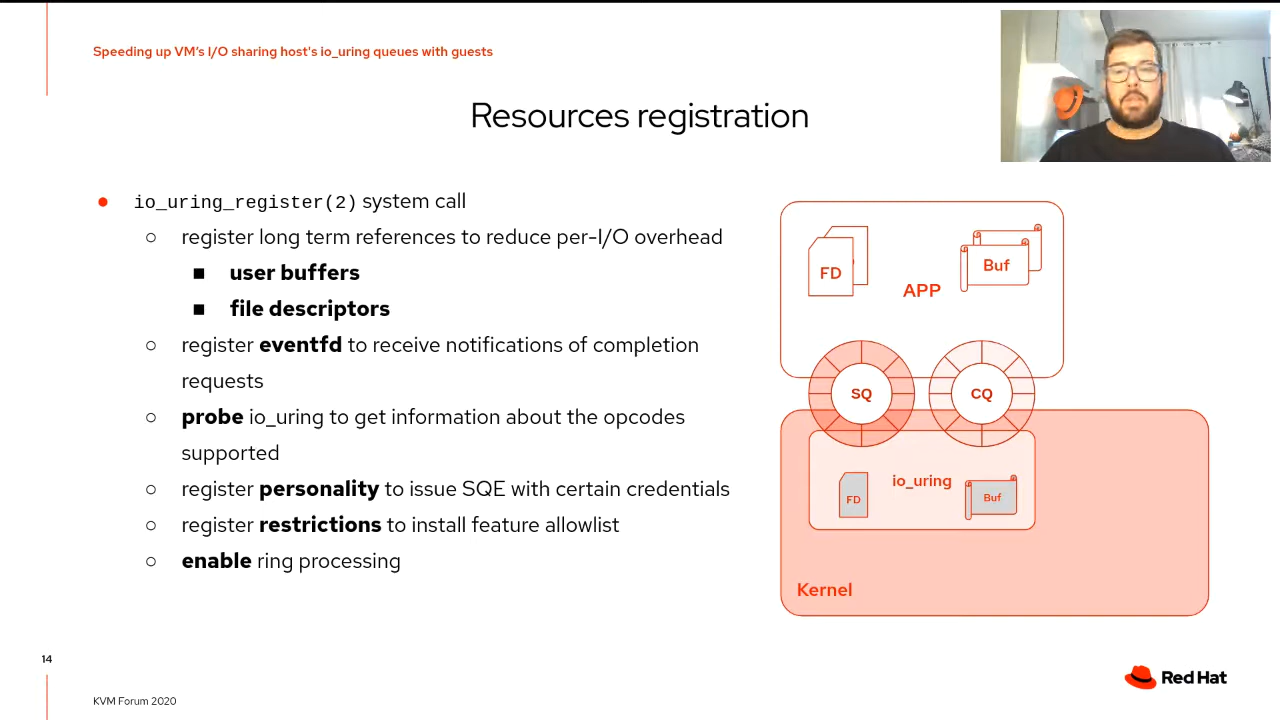 Speeding up VM’s I/O sharing host's io_uring queues with guests
Resources registration
● io_uring_register(2) system call
○ register long term references to reduce per-I/O overhead
■ user buffers
■ file descriptors
○ register eventfd to receive notifications of completion
requests
○ probe io_uring to get information about the opcodes
supported
○ register personality to issue SQE with certain credentials
○ register restrictions to install feature allowlist
○ enable ring processing
FD
APP
Buf
SQ
CQ
io_uring
FD
Buf
Kernel
14
KVM Forum 2020
Red Hat